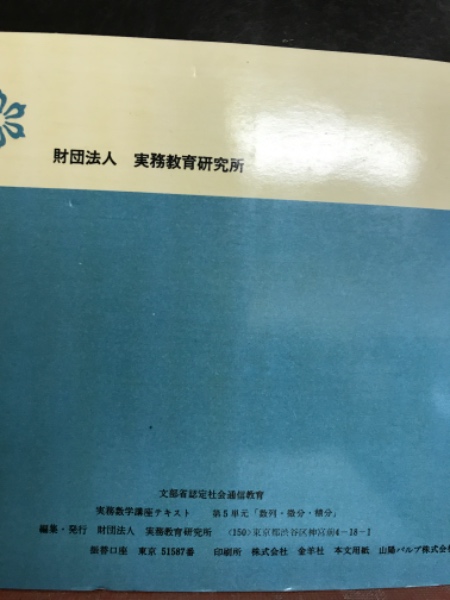 財団法人 実務教育研究所
文部省認定社会通信教育
実務数学講座テキスト 第5単元「数列・微分・積分」
編集・発行 財団法人 実務教育研究所 (150)東京都渋谷区神宮前4-18-1
振替口座 東京 51587番 印刷所 株式会社 金羊社 本文用紙 山陽パルプ株式会